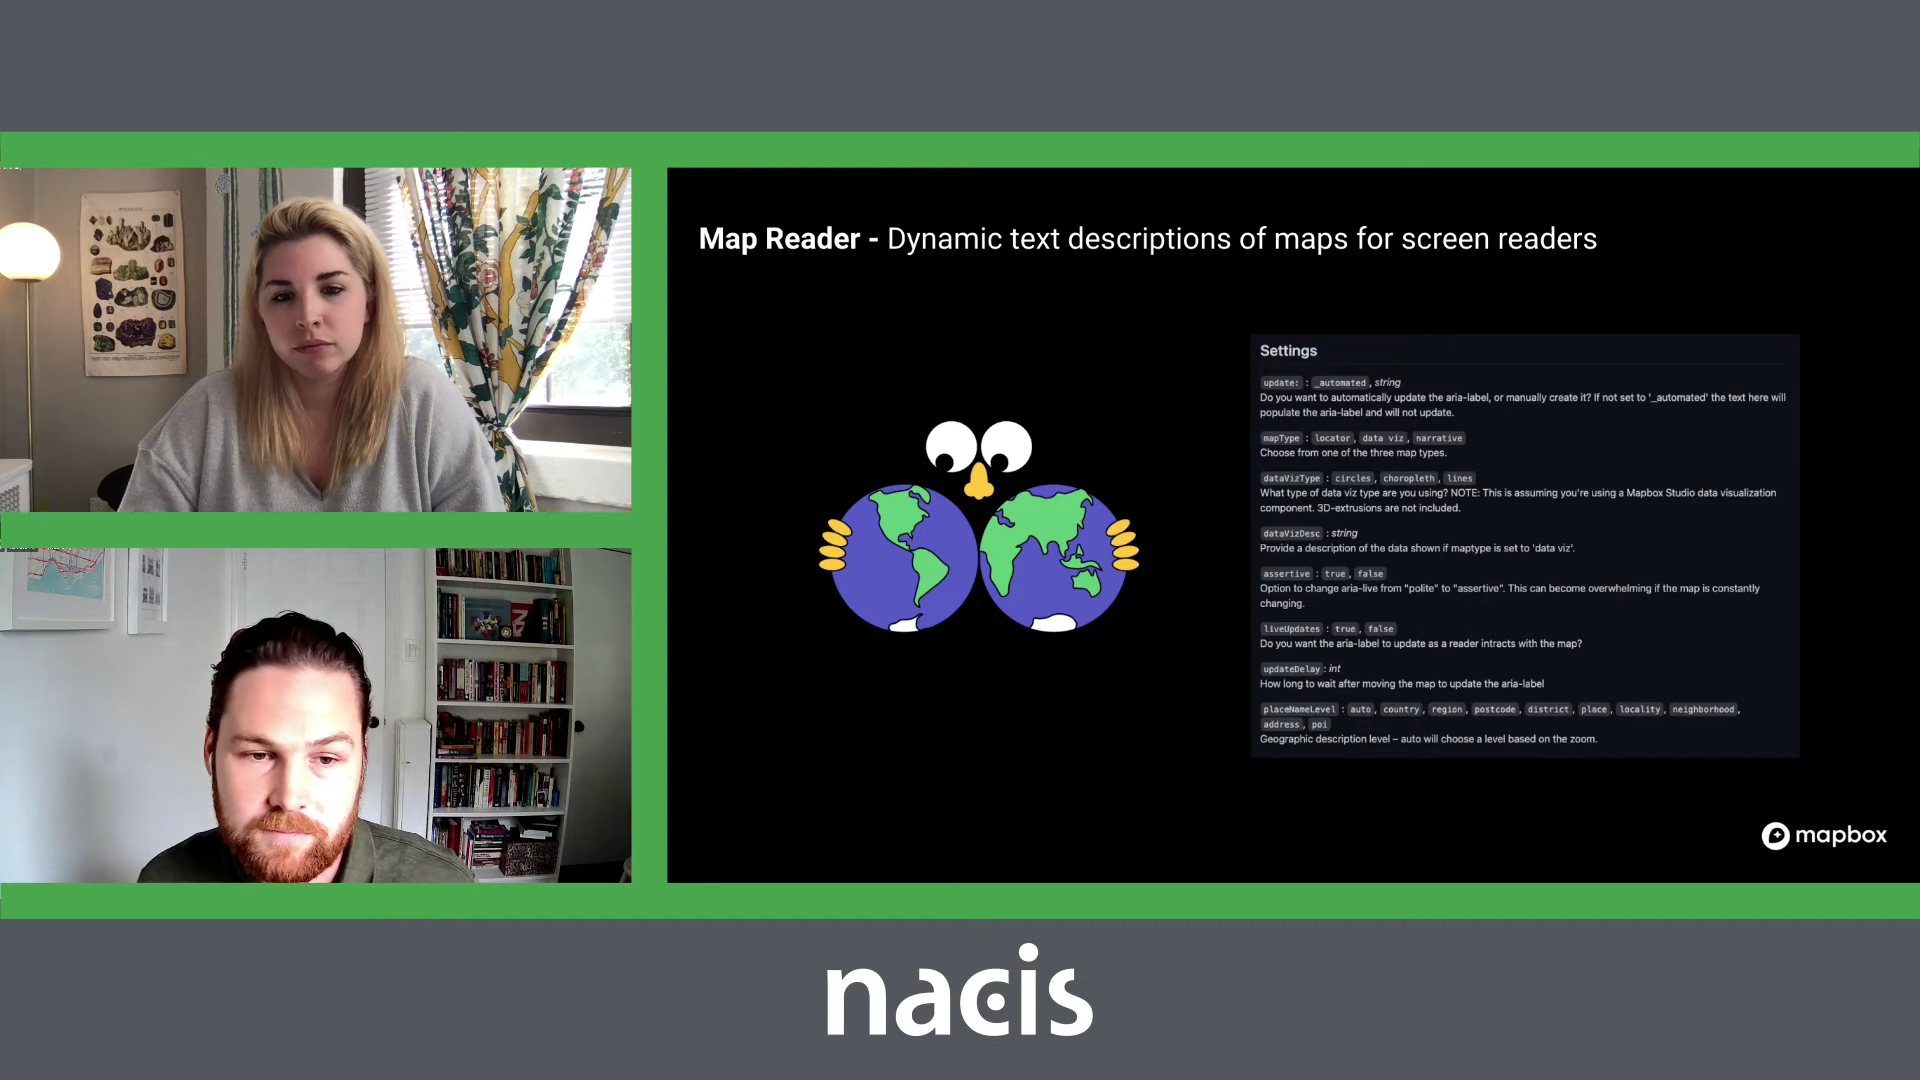 Map Reader - Dynamic text descriptions of maps for screen readers
Settings
update: : _automated, string
Do you want to automatically update the aria-label, or manually create it? If not set to '_automated' the text here will
populate the aria-label and will not update.
mapType : locator, data viz, narrative
Choose from one of the three map types.
dataVizType : circles, choropleth, lines
What type of data viz type are you using? NOTE: This is assuming you're using a Mapbox Studio data visualization
component. 3D-extrusions are not included.
dataVizDesc : string
Provide a description of the data shown if maptype is set to 'data viz'.
assertive : true, false
Option to change aria-live from "polite" to "assertive". This can become overwhelming if the map is constantly
changing.
liveUpdates : true, false
Do you want the aria-label to update as a reader intracts with the map?
updateDelay: int
How long to wait after moving the map to update the aria-label
placeNameLevel : auto, country, region, postcode, district, place, locality, neighborhood,
address, poi
Geographic description level – auto will choose a level based on the zoom.
mapbox
nacis